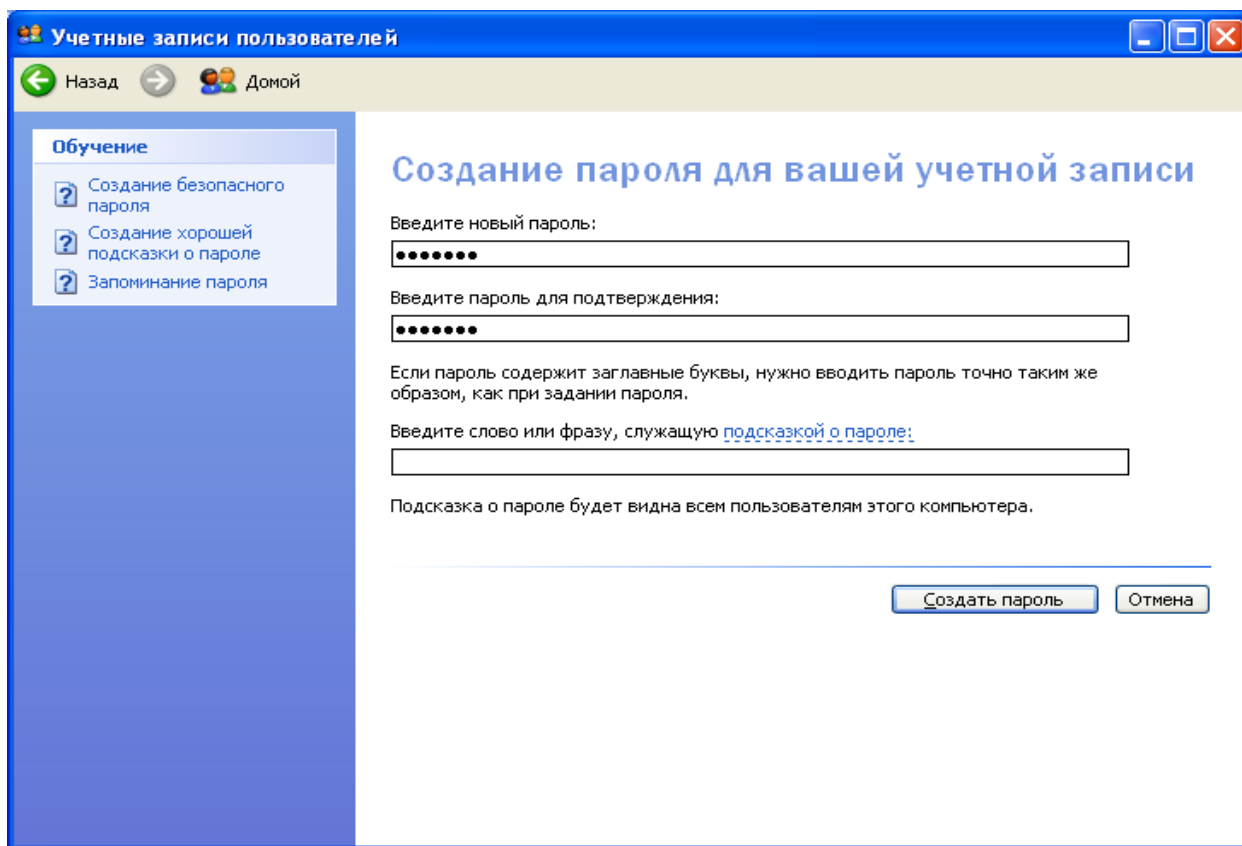 Учетные записи пользователей
Назад
Домой
Обучение
Создание безопасного
пароля
Создание хорошей
подсказки о пароле
Запоминание пароля
Создание пароля для вашей учетной записи
Введите новый пароль:
•••••••
Введите пароль для подтверждения:
•••••••
Если пароль содержит заглавные буквы, нужно вводить пароль точно таким же
образом, как при задании пароля.
Введите слово или фразу, служащую подсказкой о пароле:
Подсказка о пароле будет видна всем пользователям этого компьютера.
Создать пароль
Отмена